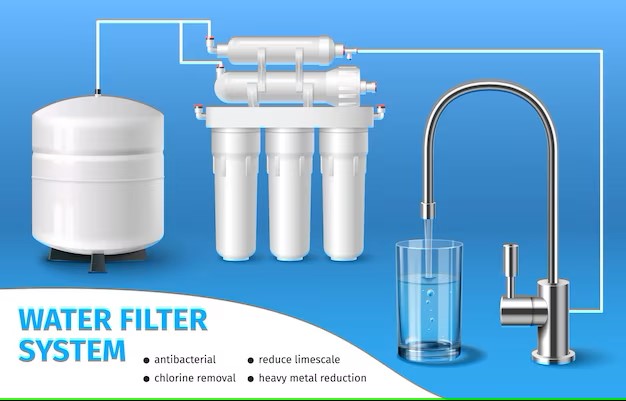 WATER FILTER
SYSTEM
• antibacterial
• reduce limescale
• chlorine removal
• heavy metal reduction